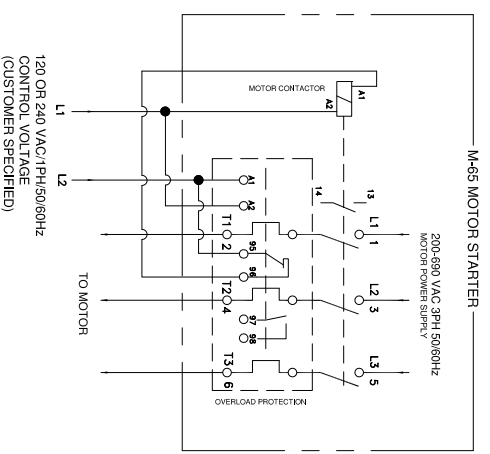 M-65 MOTOR STARTER
200-690 VAC 3PH 50/60Hz
MOTOR POWER SUPPLY
MOTOR CONTACTOR
A1
A2
13
14
L1
1
L2
3
L3
5
120 OR 240 VAC/1PH/50/60Hz
CONTROL VOLTAGE
(CUSTOMER SPECIFIED)
L1
L2
A1
A2
T1
2
95
96
T2
4
97
98
T3
6
TO MOTOR
OVERLOAD PROTECTION